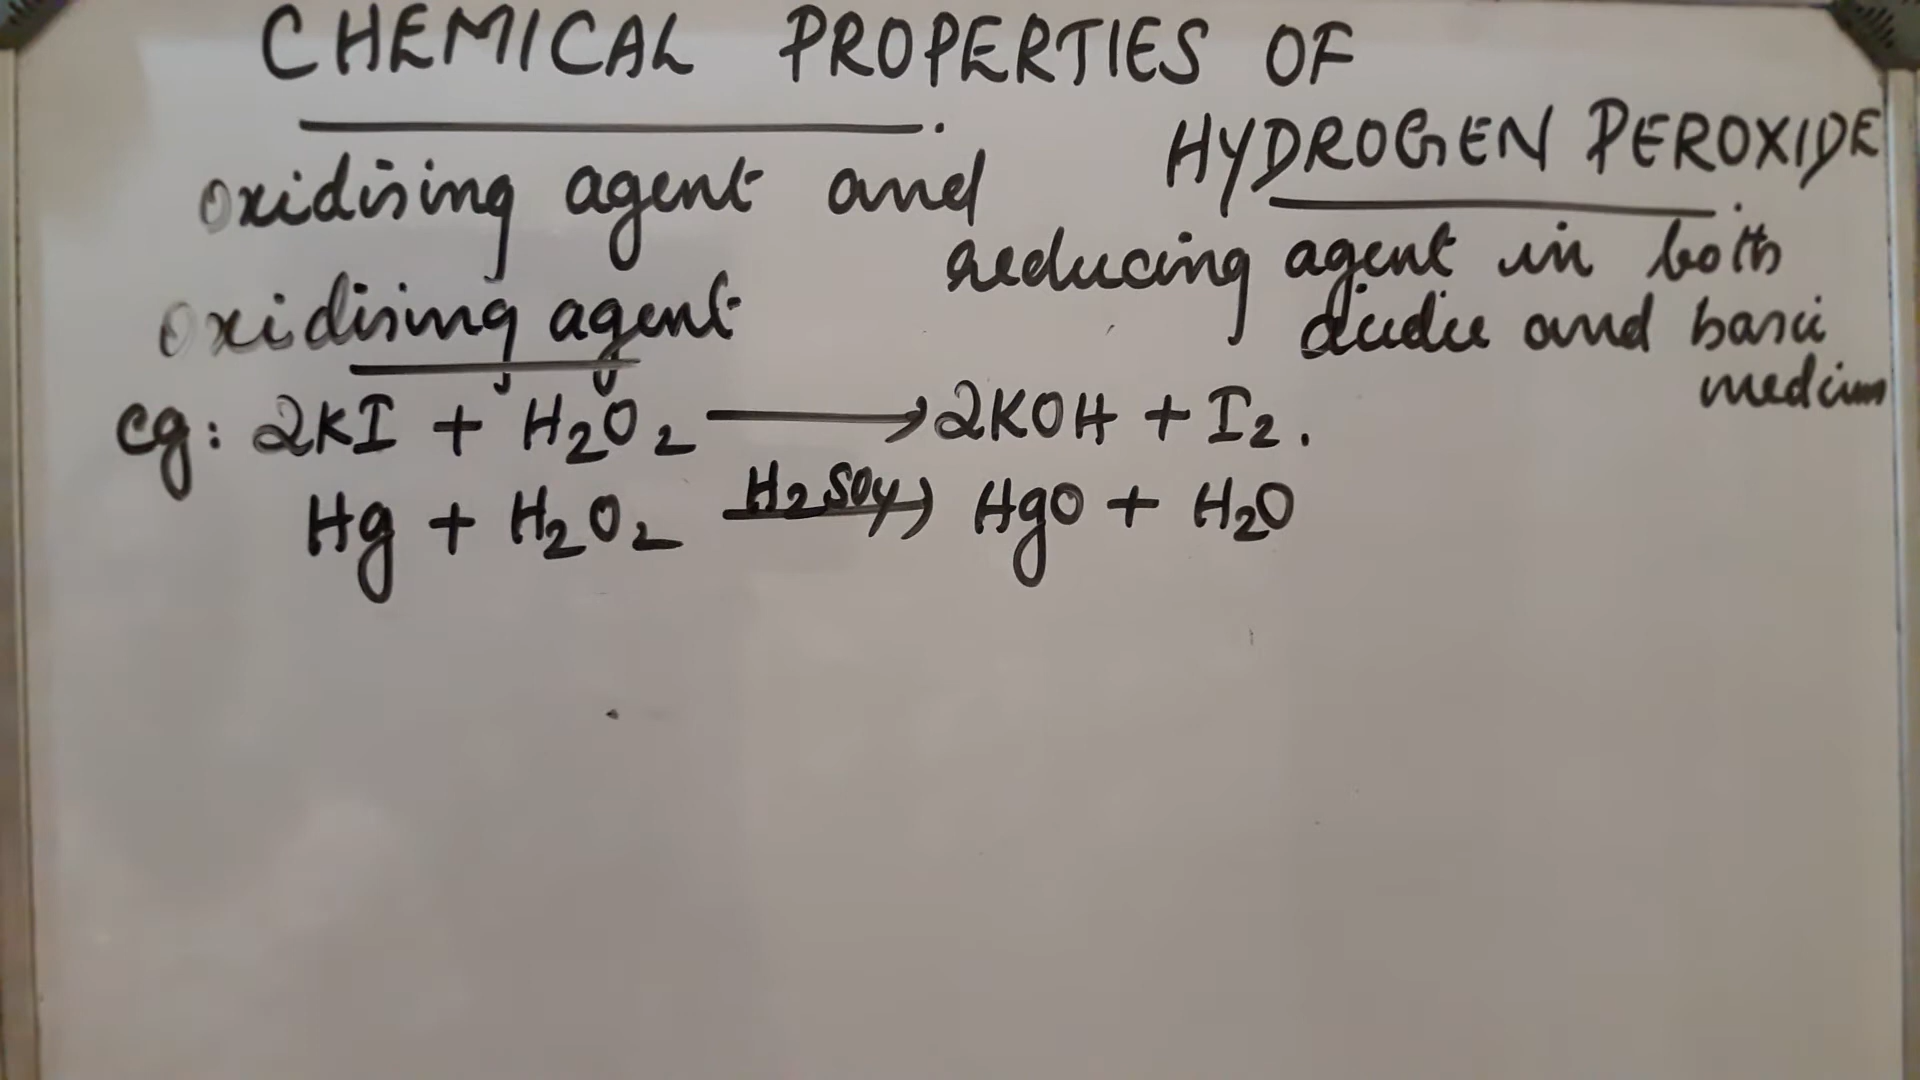 CHEMICAL PROPERTIES OF
HYDROGEN PEROXIDE
oxidising agent and
reducing agent in both
acidic and basic
medium
oxidising agent
eg: 2KI + H₂O₂ ⟶ 2KOH + I₂.
Hg + H₂O₂ H₂SO₄→ HgO + H₂O